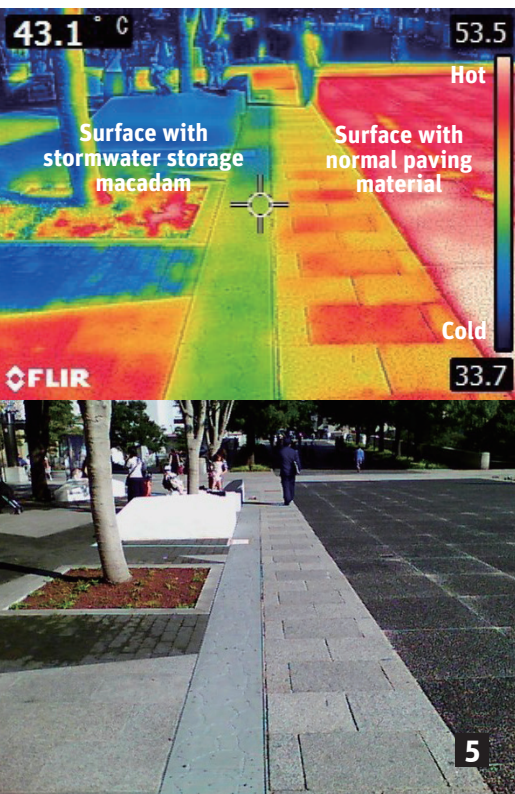 43.1 ° C
53.5
Hot
Surface with
stormwater storage
macadam
Surface with
normal paving
material
Cold
FLIR
33.7
5